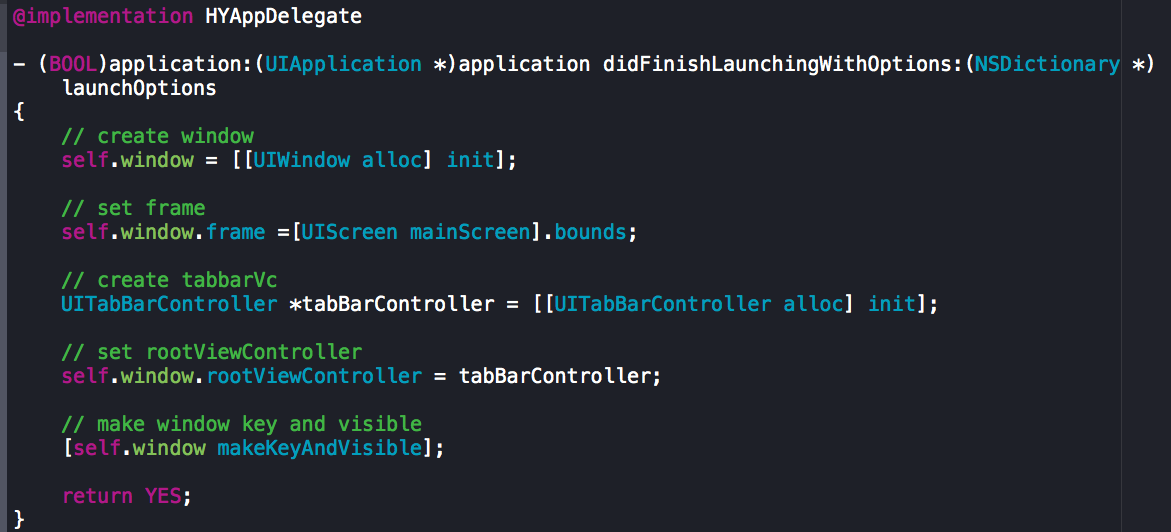 @implementation HYAppDelegate
- (BOOL)application:(UIApplication *)application didFinishLaunchingWithOptions:(NSDictionary *)
launchOptions
{
// create window
self.window = [[UIWindow alloc] init];
// set frame
self.window.frame =[UIScreen mainScreen].bounds;
// create tabbarVc
UITabBarController *tabBarController = [[UITabBarController alloc] init];
// set rootViewController
self.window.rootViewController = tabBarController;
// make window key and visible
[self.window makeKeyAndVisible];
return YES;
}